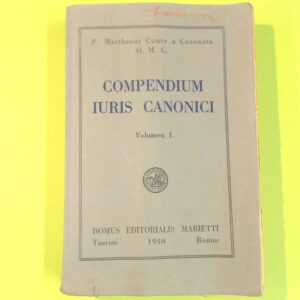 P. Matthaeus Conte a Coronata
O. M. C.
COMPENDIUM
IURIS CANONICI
Volumen I.
DOMUS EDITORIALIS MARIETTI
Taurini 1940 Romae